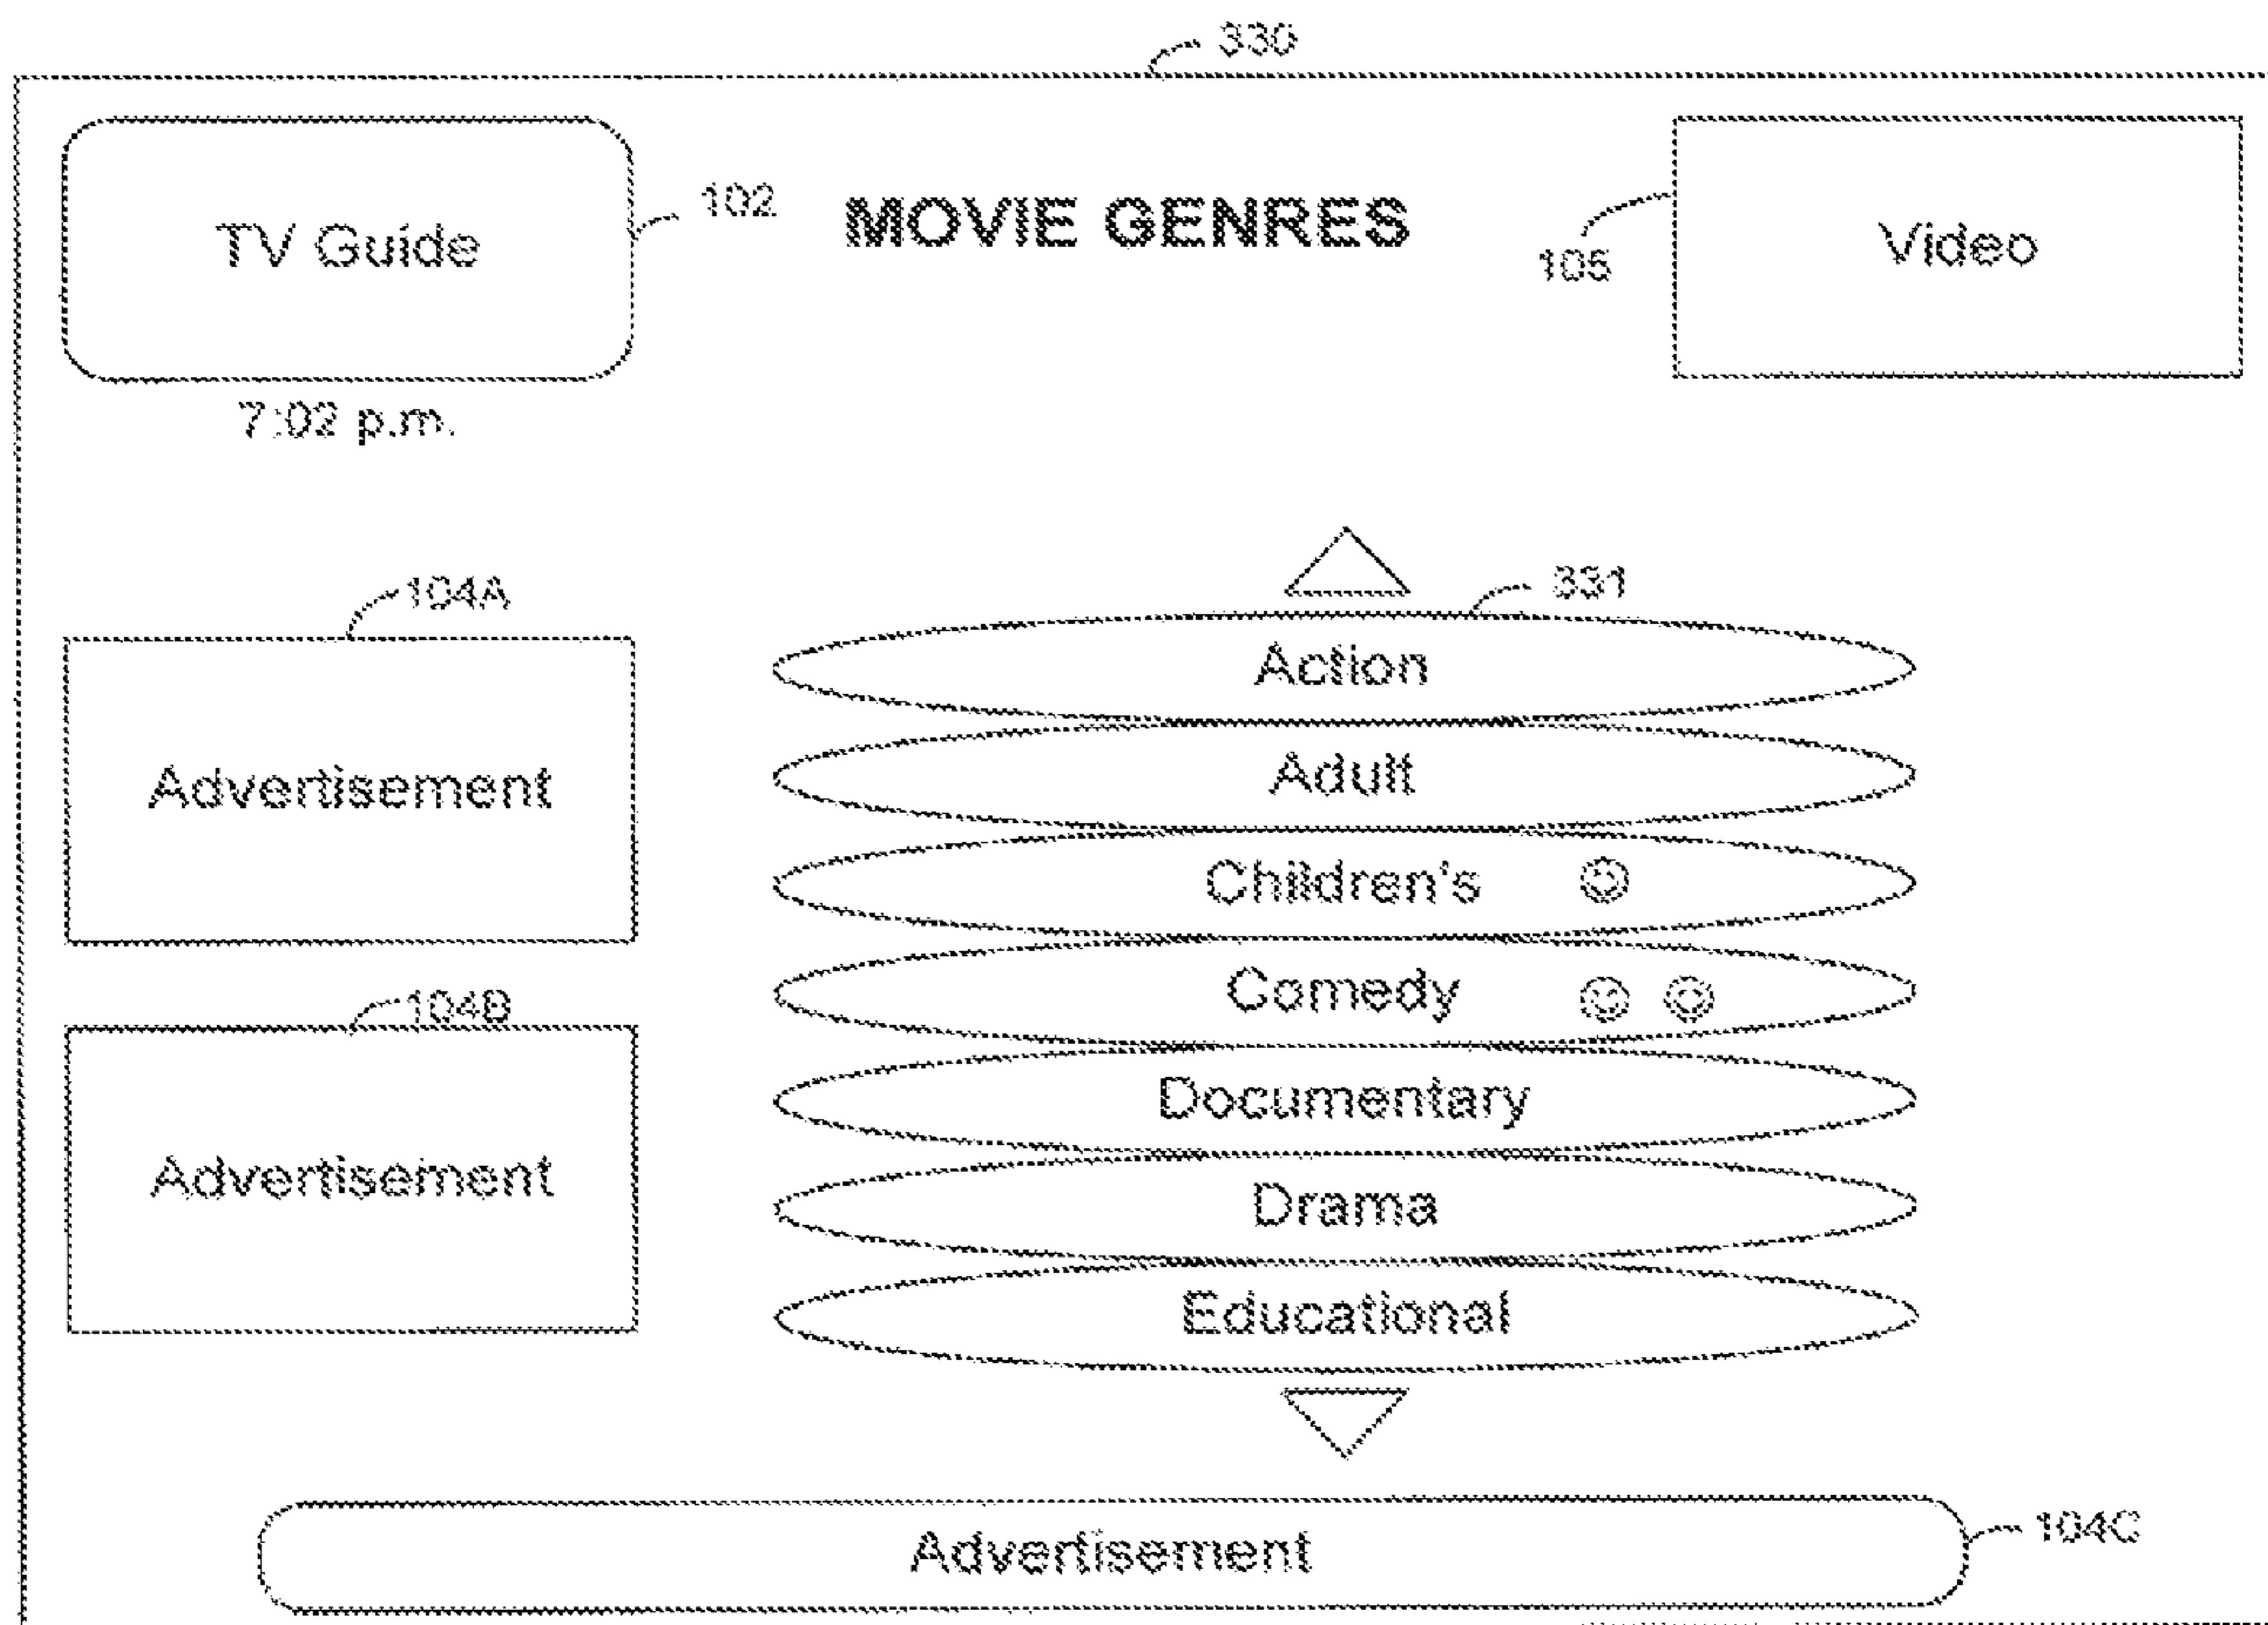 330
TV Guide
102
MOVIE GENRES
105
Video
7:02 p.m.
104A
331
Advertisement
Action
Adult
Children's
104B
Comedy
Advertisement
Documentary
Drama
Educational
Advertisement
104C